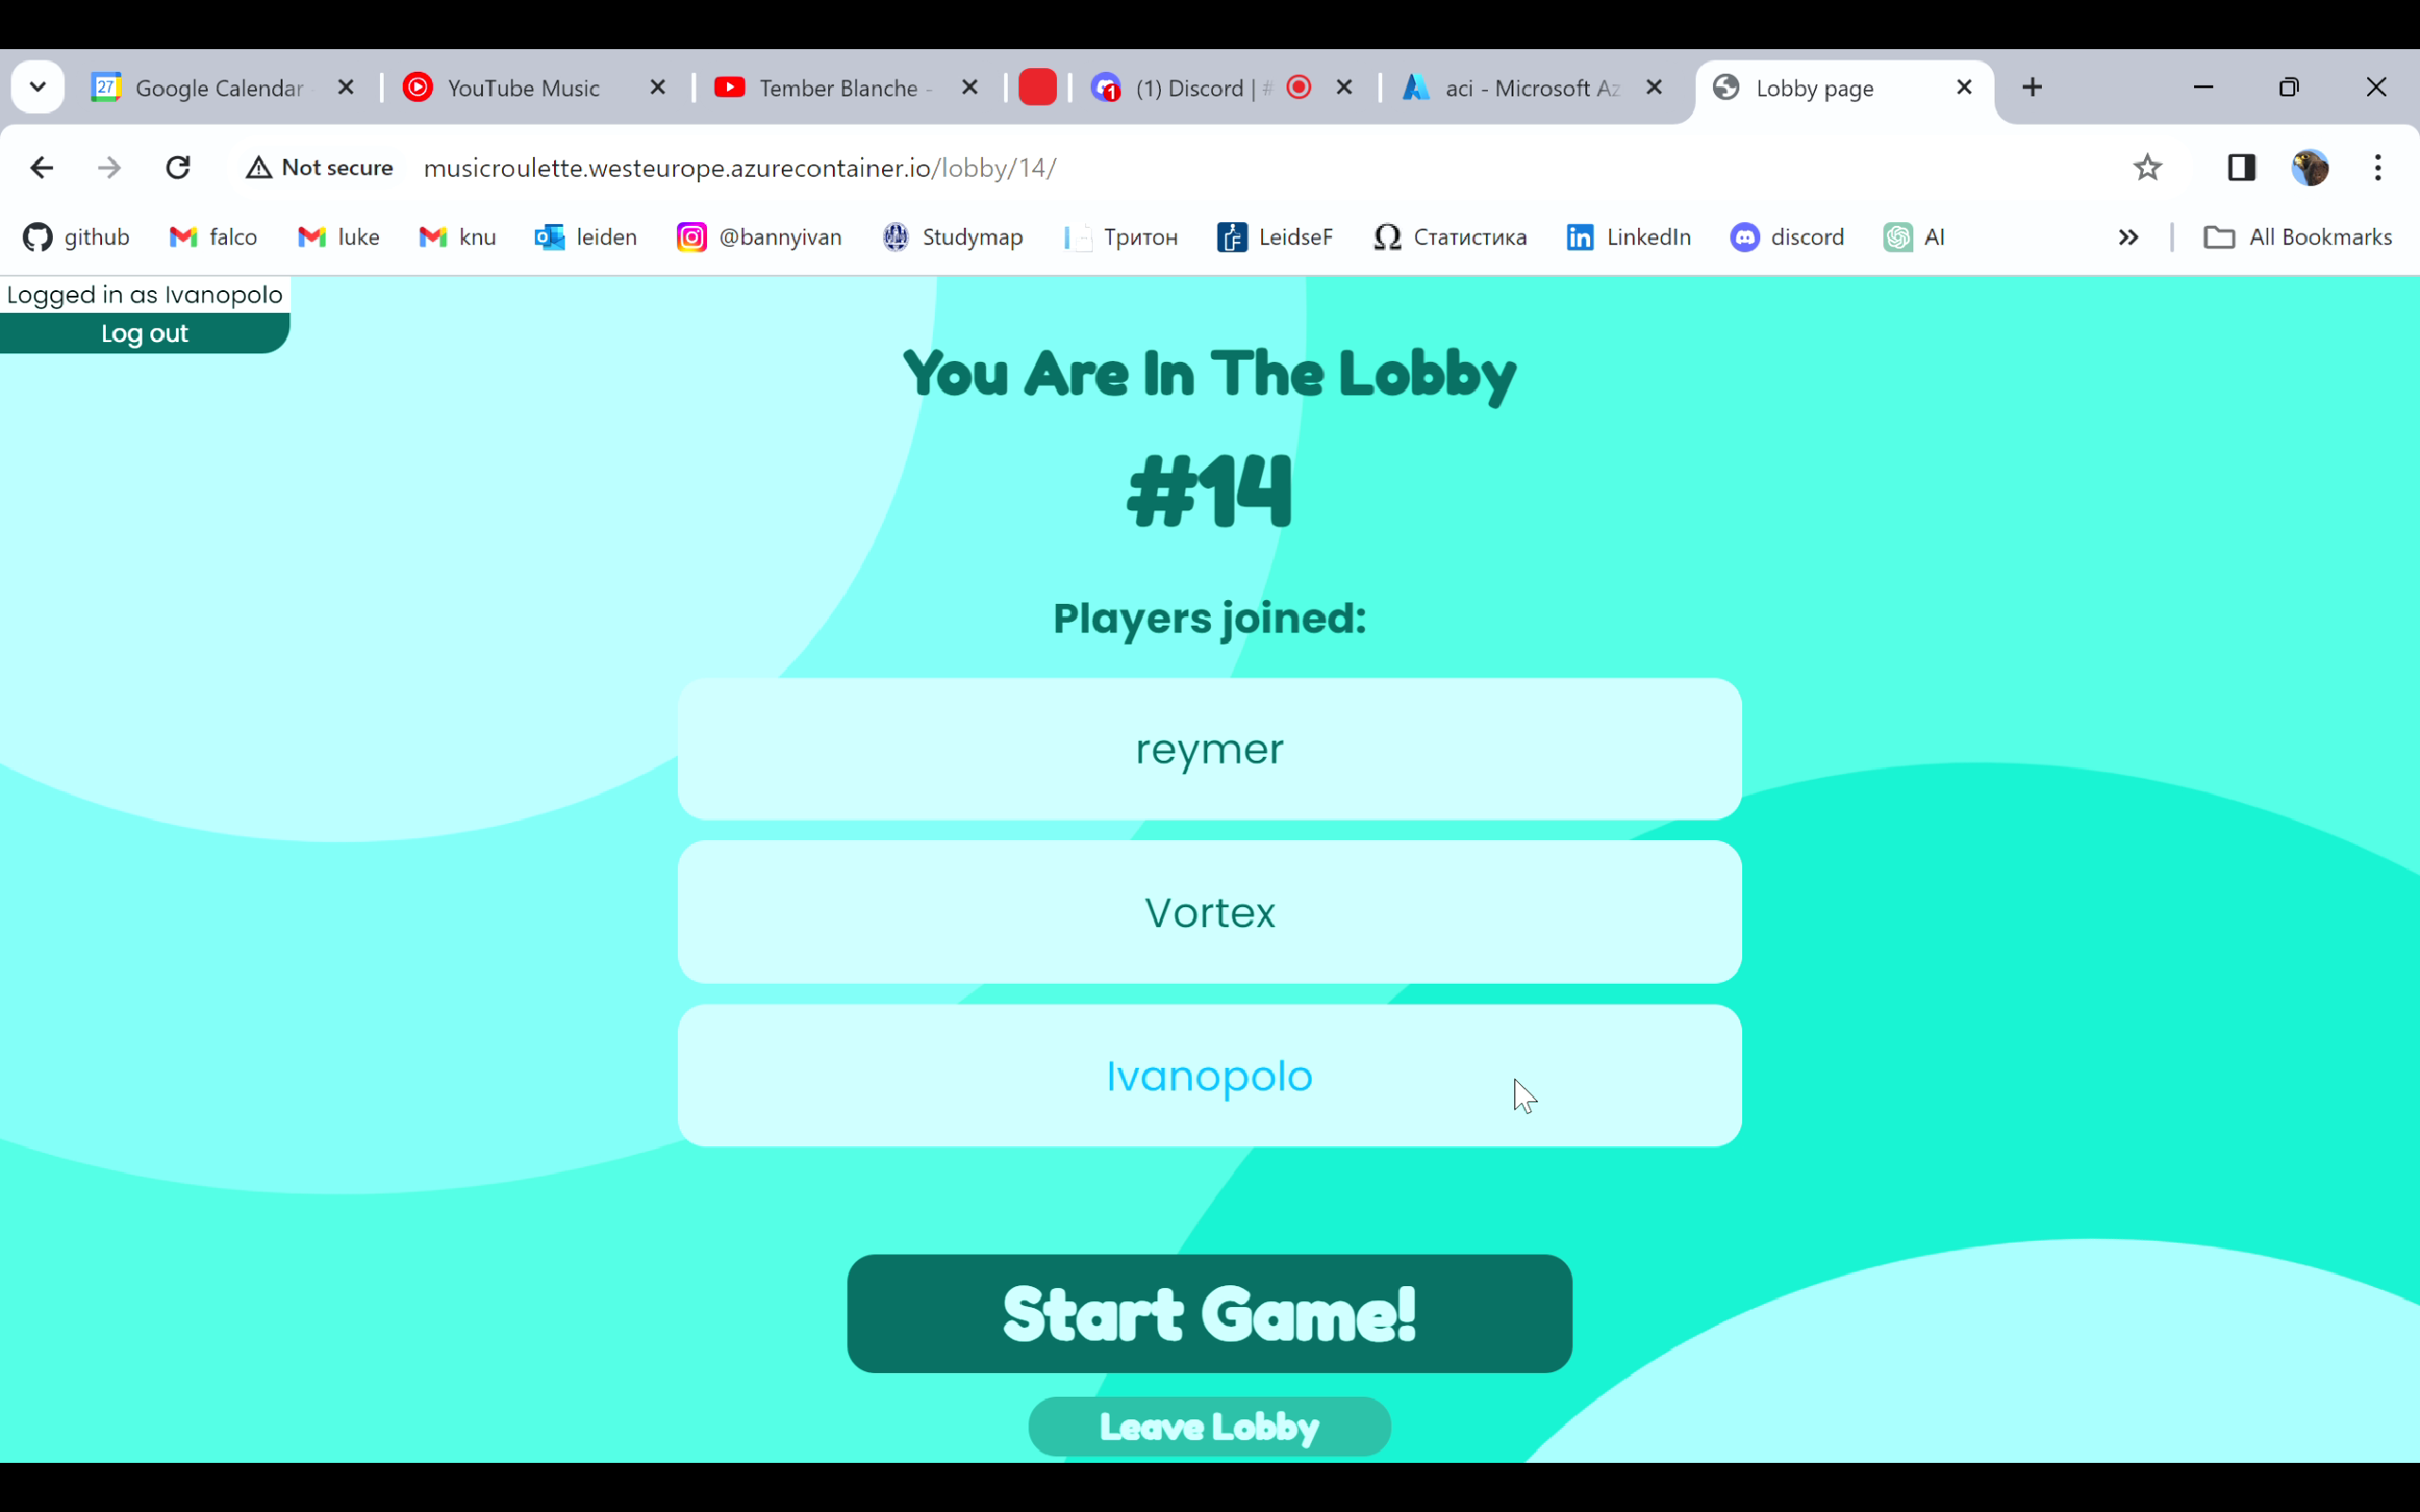 27 Google Calendar YouTube Music Tember Blanche - 1 (1) Discord | # aci - Microsoft Az Lobby page
Not secure musicroulette.westeurope.azurecontainer.io/lobby/14/
github falco luke knu leiden @bannyivan Studymap Тритон LeidseF Статистика LinkedIn discord AI All Bookmarks
Logged in as Ivanopolo
Log out
You Are In The Lobby
#14
Players joined:
reymer
Vortex
Ivanopolo
Start Game!
Leave Lobby